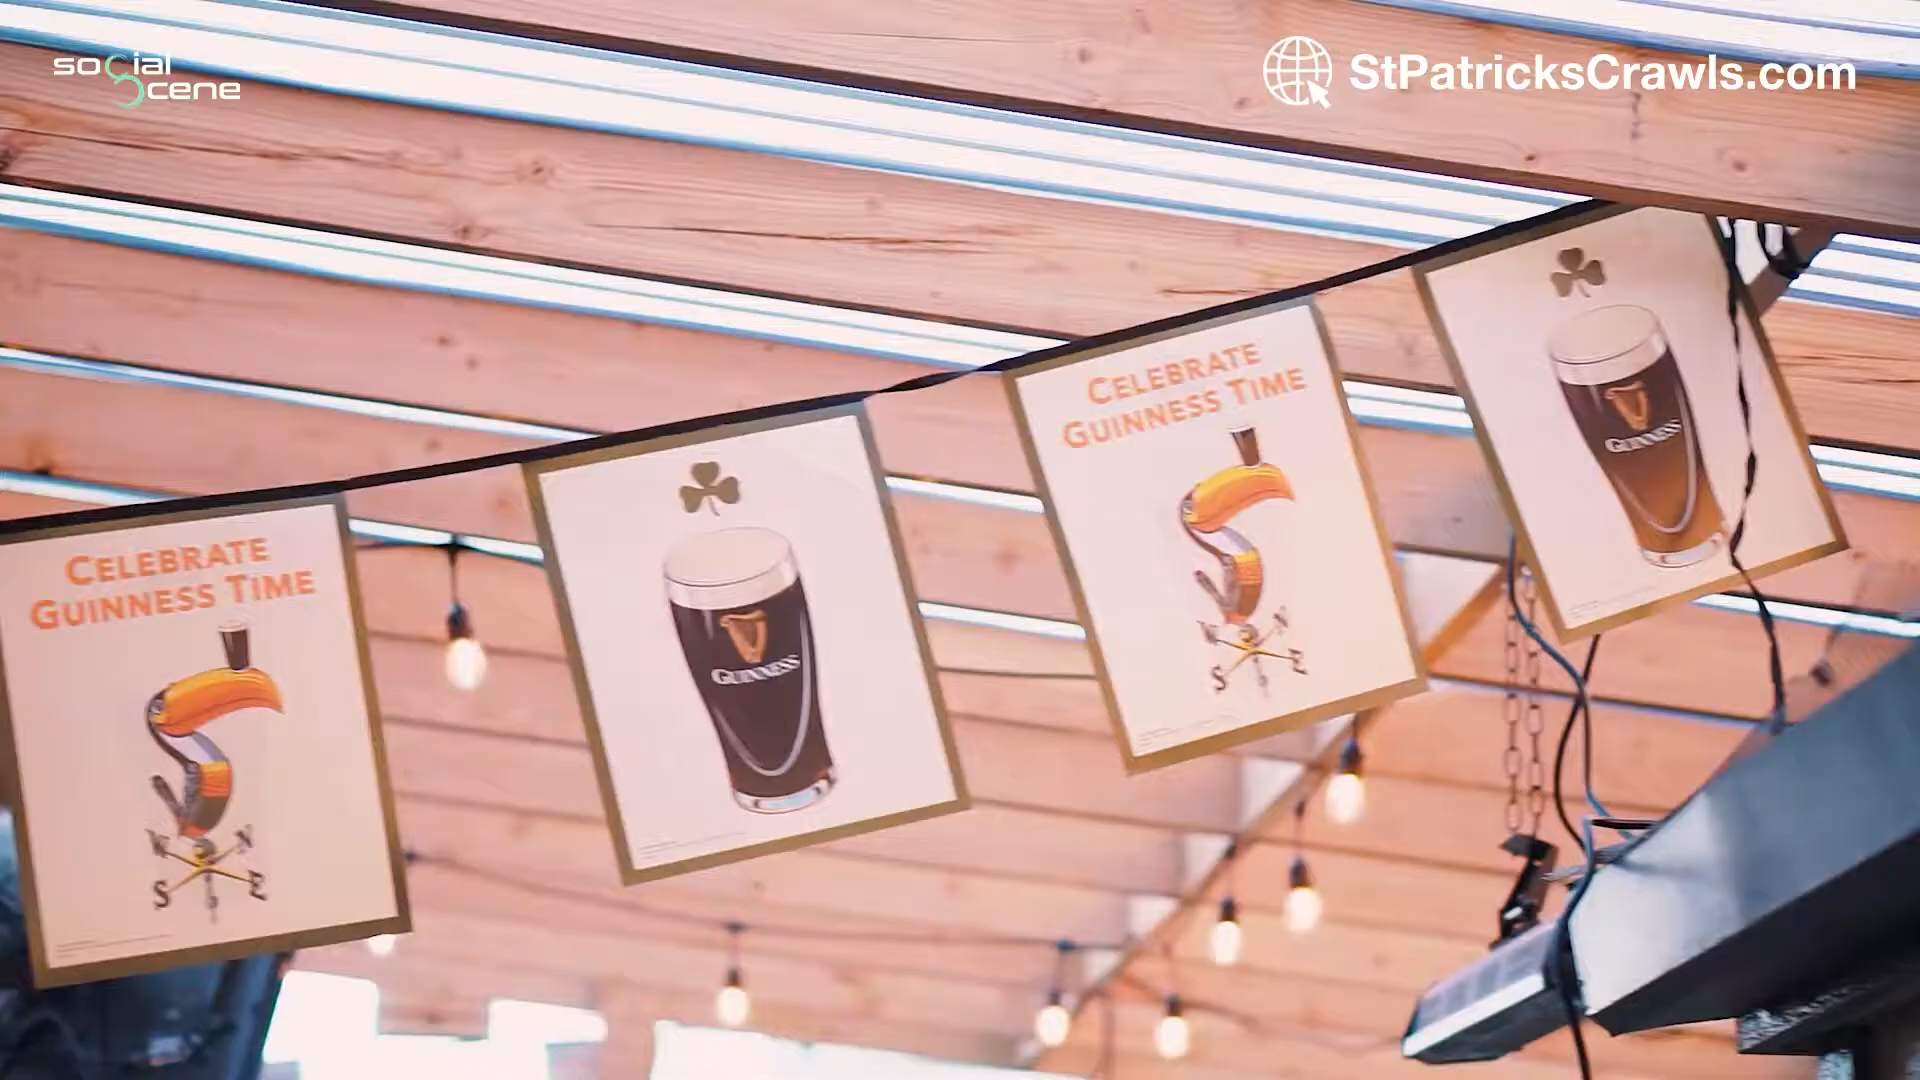 social
Scene
StPatricksCrawls.com
CELEBRATE
GUINNESS TIME
W N
S E
GUINNESS
CELEBRATE
GUINNESS TIME
W N
S E
GUINNESS